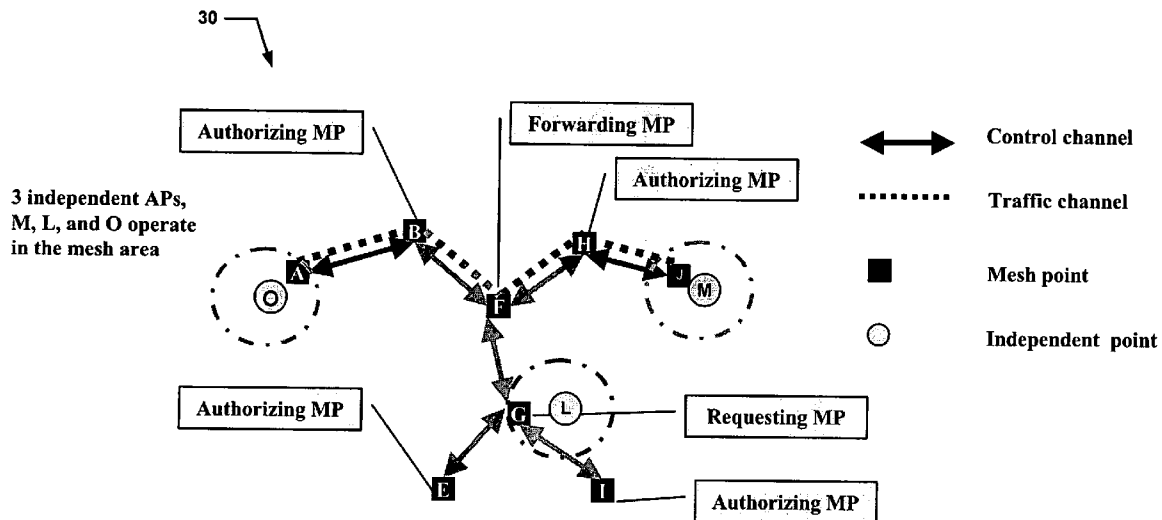 30
Authorizing MP
Forwarding MP
Authorizing MP
Control channel
Traffic channel
Mesh point
Independent point
3 independent APs,
M, L, and O operate
in the mesh area
B
H
A
J
O
M
F
Authorizing MP
G
L
Requesting MP
E
I
Authorizing MP